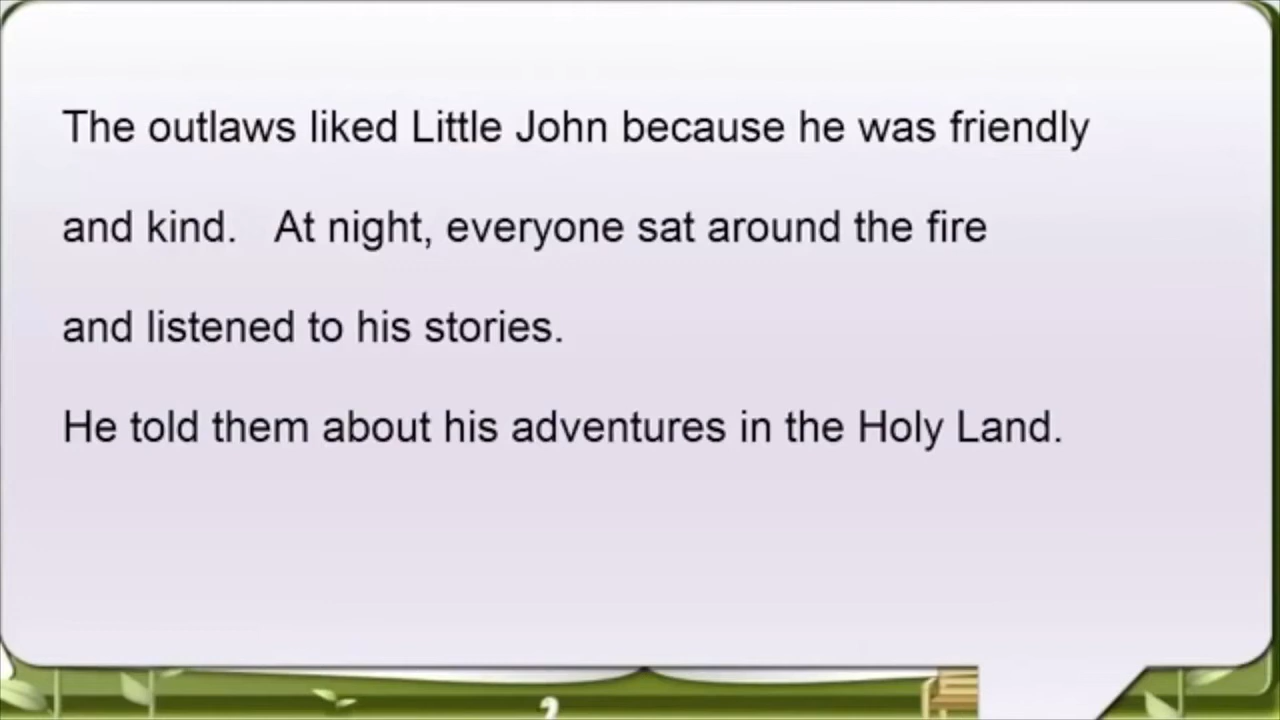 The outlaws liked Little John because he was friendly
and kind.   At night, everyone sat around the fire
and listened to his stories.
He told them about his adventures in the Holy Land.